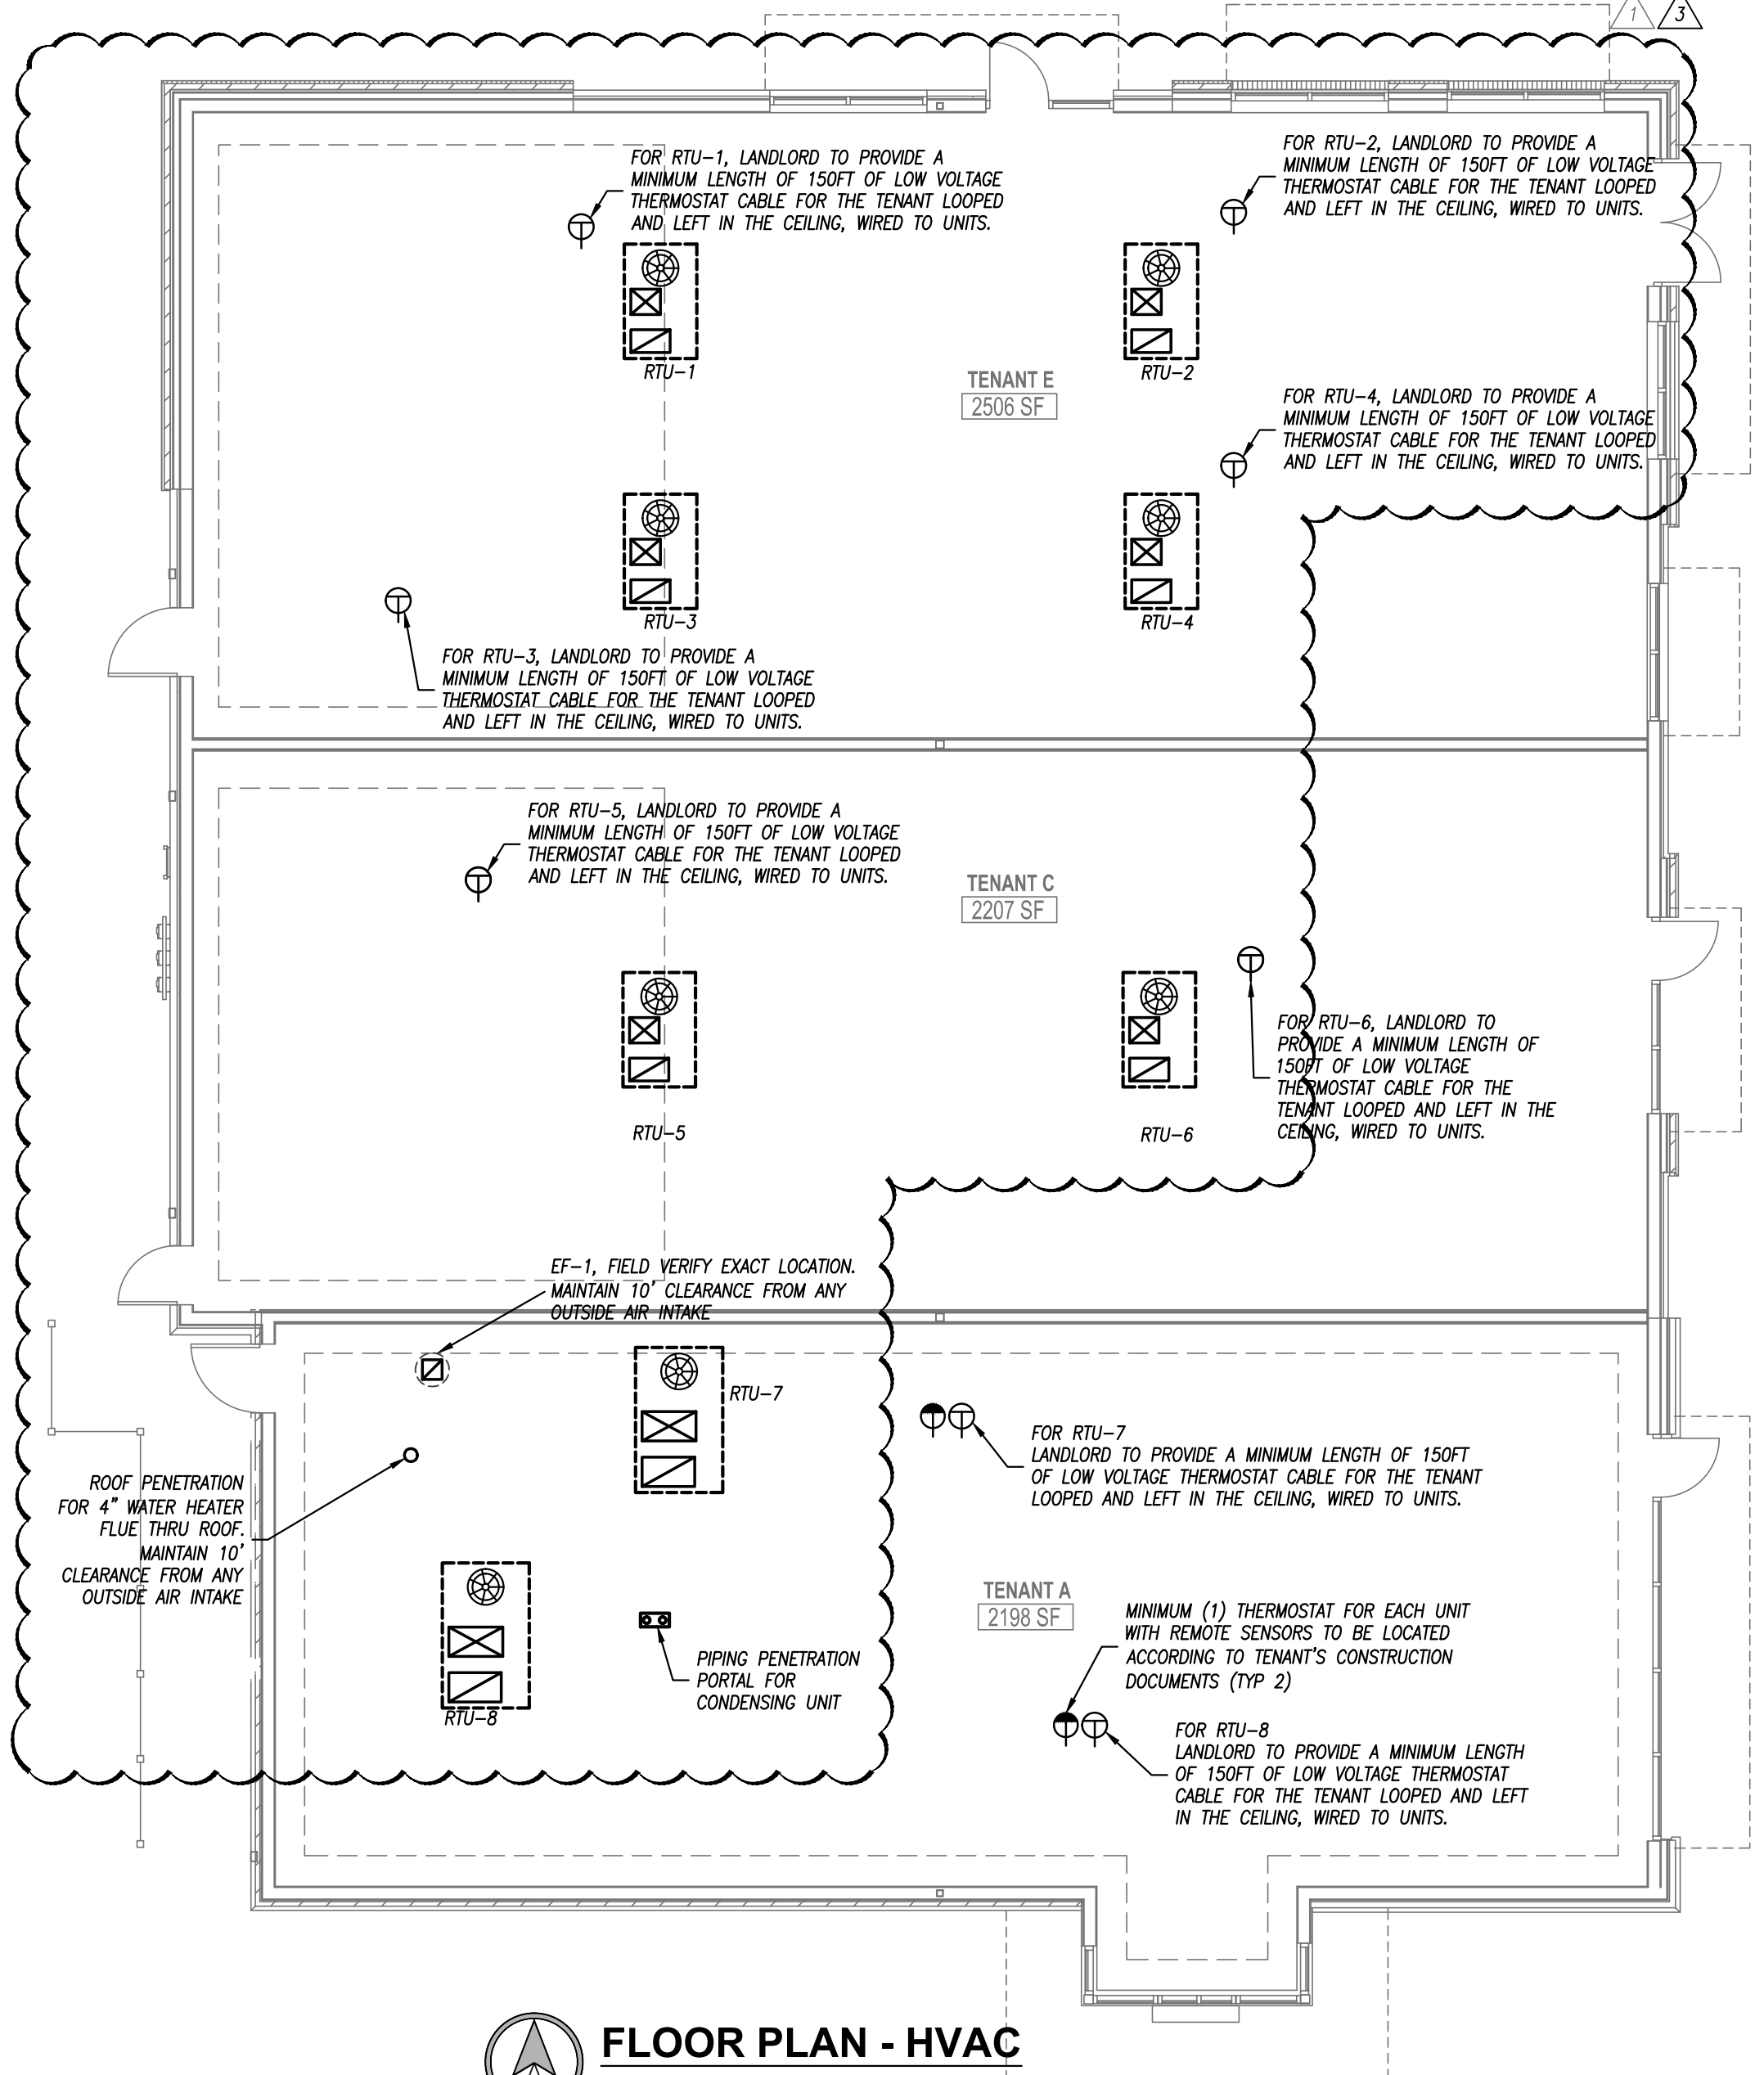 1
3
FOR RTU-1, LANDLORD TO PROVIDE A
MINIMUM LENGTH OF 150FT OF LOW VOLTAGE
THERMOSTAT CABLE FOR THE TENANT LOOPED
AND LEFT IN THE CEILING, WIRED TO UNITS.
FOR RTU-2, LANDLORD TO PROVIDE A
MINIMUM LENGTH OF 150FT OF LOW VOLTAGE
THERMOSTAT CABLE FOR THE TENANT LOOPED
AND LEFT IN THE CEILING, WIRED TO UNITS.
RTU-1
RTU-2
TENANT E
2506 SF
FOR RTU-4, LANDLORD TO PROVIDE A
MINIMUM LENGTH OF 150FT OF LOW VOLTAGE
THERMOSTAT CABLE FOR THE TENANT LOOPED
AND LEFT IN THE CEILING, WIRED TO UNITS.
RTU-3
RTU-4
FOR RTU-3, LANDLORD TO PROVIDE A
MINIMUM LENGTH OF 150FT OF LOW VOLTAGE
THERMOSTAT CABLE FOR THE TENANT LOOPED
AND LEFT IN THE CEILING, WIRED TO UNITS.
FOR RTU-5, LANDLORD TO PROVIDE A
MINIMUM LENGTH OF 150FT OF LOW VOLTAGE
THERMOSTAT CABLE FOR THE TENANT LOOPED
AND LEFT IN THE CEILING, WIRED TO UNITS.
TENANT C
2207 SF
FOR RTU-6, LANDLORD TO
PROVIDE A MINIMUM LENGTH OF
150FT OF LOW VOLTAGE
THERMOSTAT CABLE FOR THE
TENANT LOOPED AND LEFT IN THE
CEILING, WIRED TO UNITS.
RTU-5
RTU-6
EF-1, FIELD VERIFY EXACT LOCATION.
MAINTAIN 10' CLEARANCE FROM ANY
OUTSIDE AIR INTAKE
RTU-7
FOR RTU-7
LANDLORD TO PROVIDE A MINIMUM LENGTH OF 150FT
OF LOW VOLTAGE THERMOSTAT CABLE FOR THE TENANT
LOOPED AND LEFT IN THE CEILING, WIRED TO UNITS.
ROOF PENETRATION
FOR 4" WATER HEATER
FLUE THRU ROOF.
MAINTAIN 10'
CLEARANCE FROM ANY
OUTSIDE AIR INTAKE
TENANT A
2198 SF
MINIMUM (1) THERMOSTAT FOR EACH UNIT
WITH REMOTE SENSORS TO BE LOCATED
ACCORDING TO TENANT'S CONSTRUCTION
DOCUMENTS (TYP 2)
PIPING PENETRATION
PORTAL FOR
CONDENSING UNIT
RTU-8
FOR RTU-8
LANDLORD TO PROVIDE A MINIMUM LENGTH
OF 150FT OF LOW VOLTAGE THERMOSTAT
CABLE FOR THE TENANT LOOPED AND LEFT
IN THE CEILING, WIRED TO UNITS.
FLOOR PLAN - HVAC